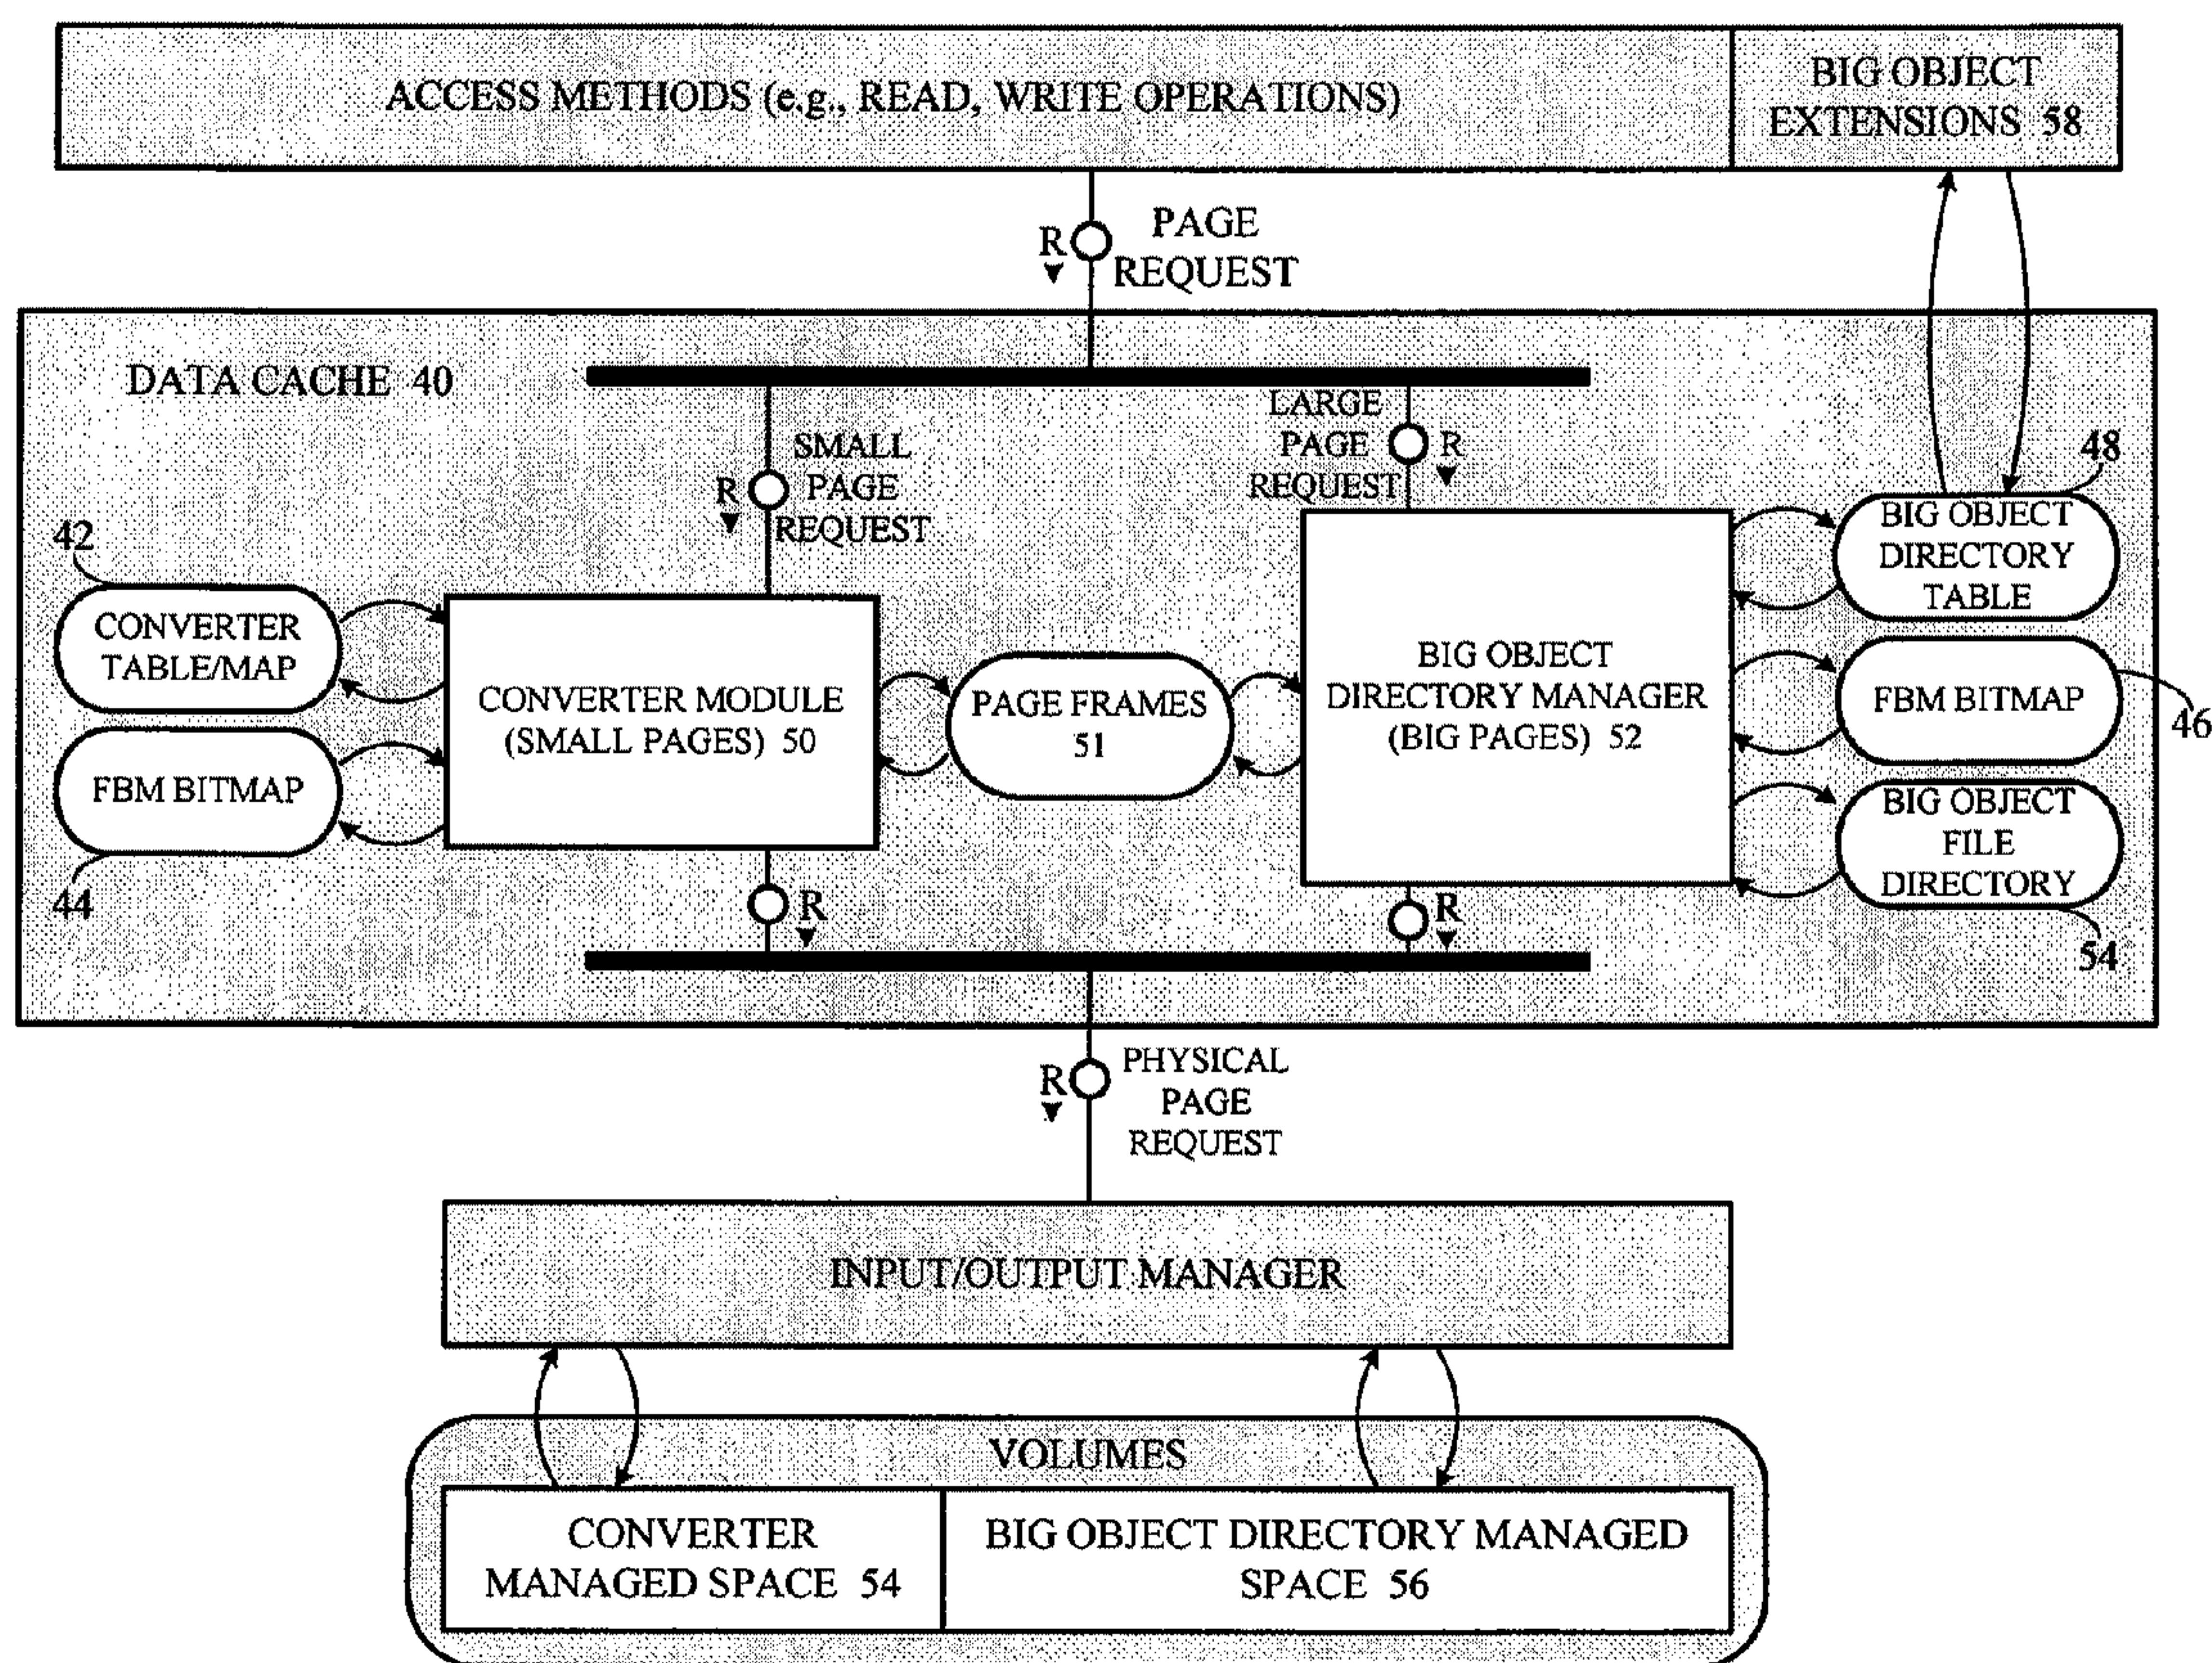 ACCESS METHODS (e.g., READ, WRITE OPERATIONS)
BIG OBJECT
EXTENSIONS 58
R
PAGE
REQUEST
DATA CACHE 40
SMALL
PAGE
REQUEST
R
LARGE
PAGE
REQUEST
R
42
CONVERTER
TABLE/MAP
FBM BITMAP
44
CONVERTER MODULE
(SMALL PAGES) 50
PAGE FRAMES
51
BIG OBJECT
DIRECTORY MANAGER
(BIG PAGES) 52
48
BIG OBJECT
DIRECTORY
TABLE
FBM BITMAP
46
BIG OBJECT
FILE
DIRECTORY
54
R
R
R
PHYSICAL
PAGE
REQUEST
INPUT/OUTPUT MANAGER
VOLUMES
CONVERTER
MANAGED SPACE 54
BIG OBJECT DIRECTORY MANAGED
SPACE 56